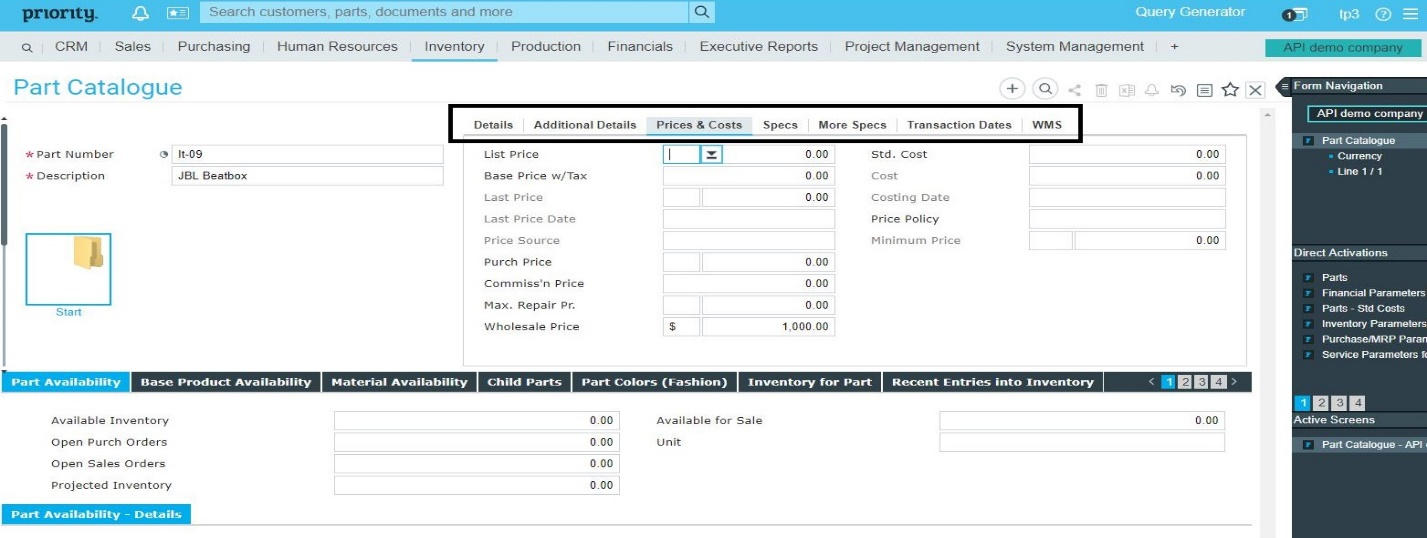 priority. Search customers, parts, documents and more Query Generator 1 tp3 ?
CRM Sales Purchasing Human Resources Inventory Production Financials Executive Reports Project Management System Management + API demo company
Part Catalogue
Form Navigation
API demo company
Part Catalogue
Currency
Line 1 / 1
Details Additional Details Prices & Costs Specs More Specs Transaction Dates WMS
* Part Number It-09
* Description JBL Beatbox
Start
List Price 0.00 Std. Cost 0.00
Base Price w/Tax 0.00 Cost 0.00
Last Price 0.00 Costing Date
Last Price Date Price Policy
Price Source Minimum Price 0.00
Purch Price 0.00
Commiss'n Price 0.00
Max. Repair Pr. 0.00
Wholesale Price $ 1,000.00
Direct Activations
Parts
Financial Parameters
Parts - Std Costs
Inventory Parameters
Purchase/MRP Param
Service Parameters fo
1 2 3 4
Active Screens
Part Catalogue - API
Part Availability Base Product Availability Material Availability Child Parts Part Colors (Fashion) Inventory for Part Recent Entries into Inventory < 1 2 3 4 >
Available Inventory 0.00 Available for Sale 0.00
Open Purch Orders 0.00 Unit
Open Sales Orders 0.00
Projected Inventory 0.00
Part Availability - Details